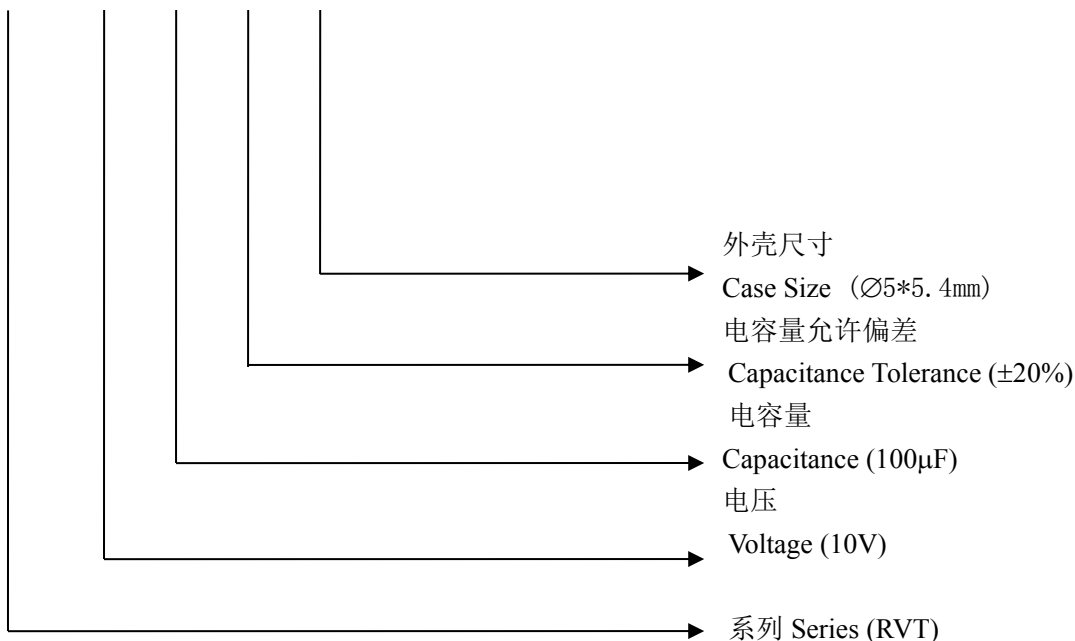 外壳尺寸
Case Size （∅5*5.4mm）
电容量允许偏差
Capacitance Tolerance (±20%)
电容量
Capacitance (100μF)
电压
Voltage (10V)
系列 Series (RVT)